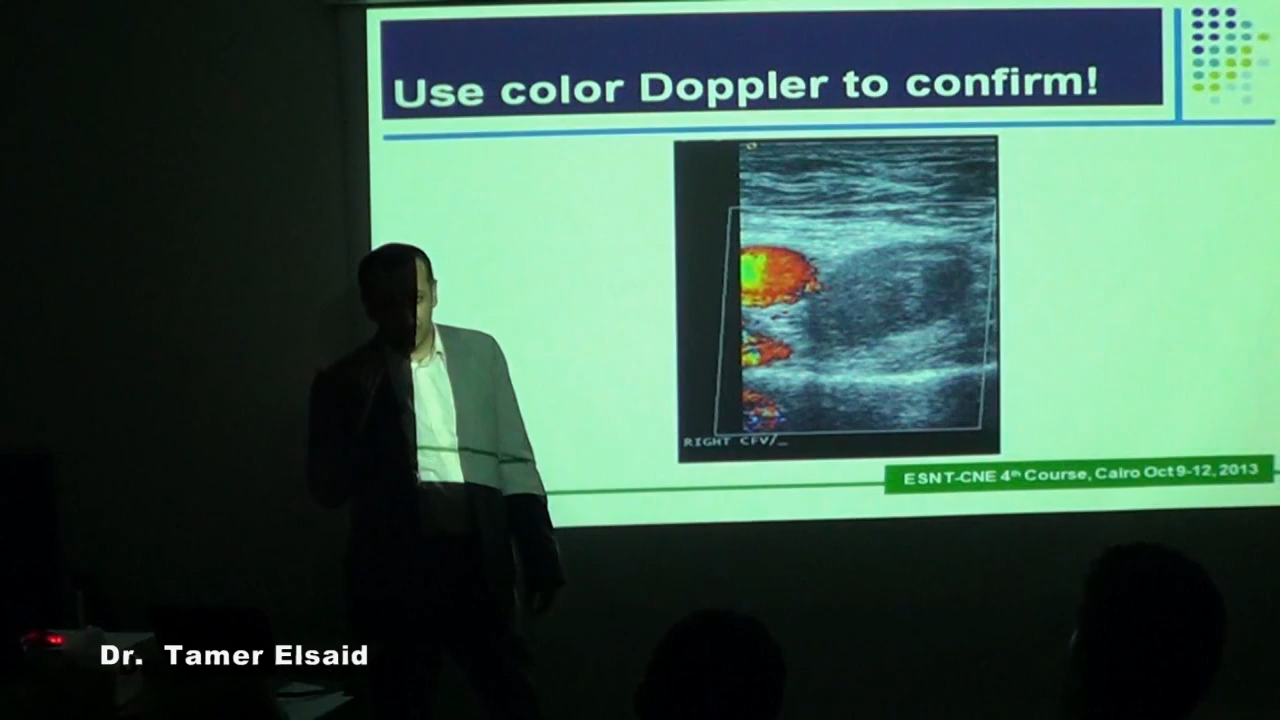 Use color Doppler to confirm!
RIGHT CFV/_
ESNT-CNE 4th Course, Cairo Oct 9-12, 2013
Dr. Tamer Elsaid